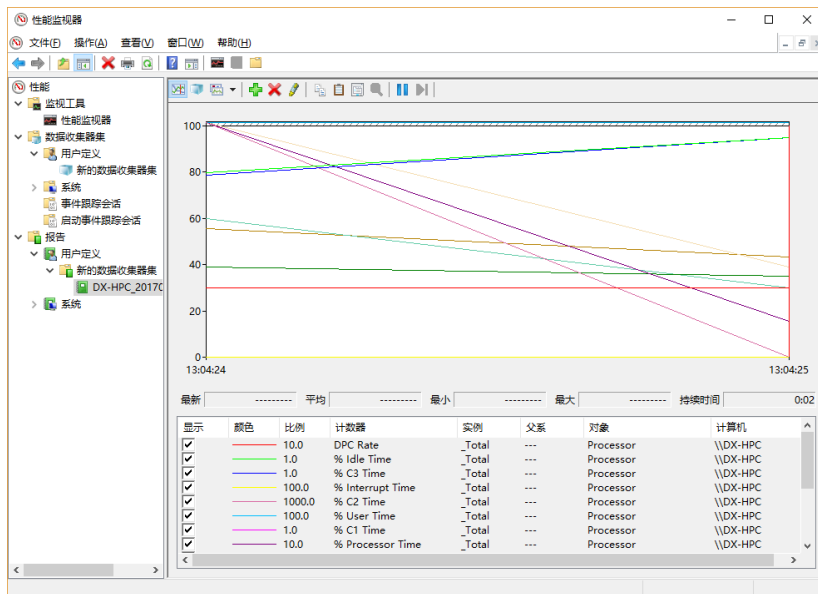 性能监视器
文件(F) 操作(A) 查看(V) 窗口(W) 帮助(H)
性能
监视工具
性能监视器
数据收集器集
用户定义
新的数据收集器集
系统
事件跟踪会话
启动事件跟踪会话
报告
用户定义
新的数据收集器集
DX-HPC_2017
系统
100
80
60
40
20
0
13:04:24 13:04:25
最新 --------- 平均 --------- 最小 --------- 最大 --------- 持续时间 0:02
显示 颜色 比例 计数器 实例 父系 对象 计算机
10.0 DPC Rate _Total --- Processor \\DX-HPC
1.0 % Idle Time _Total --- Processor \\DX-HPC
1.0 % C3 Time _Total --- Processor \\DX-HPC
100.0 % Interrupt Time _Total --- Processor \\DX-HPC
1000.0 % C2 Time _Total --- Processor \\DX-HPC
100.0 % User Time _Total --- Processor \\DX-HPC
1.0 % C1 Time _Total --- Processor \\DX-HPC
10.0 % Processor Time _Total --- Processor \\DX-HPC